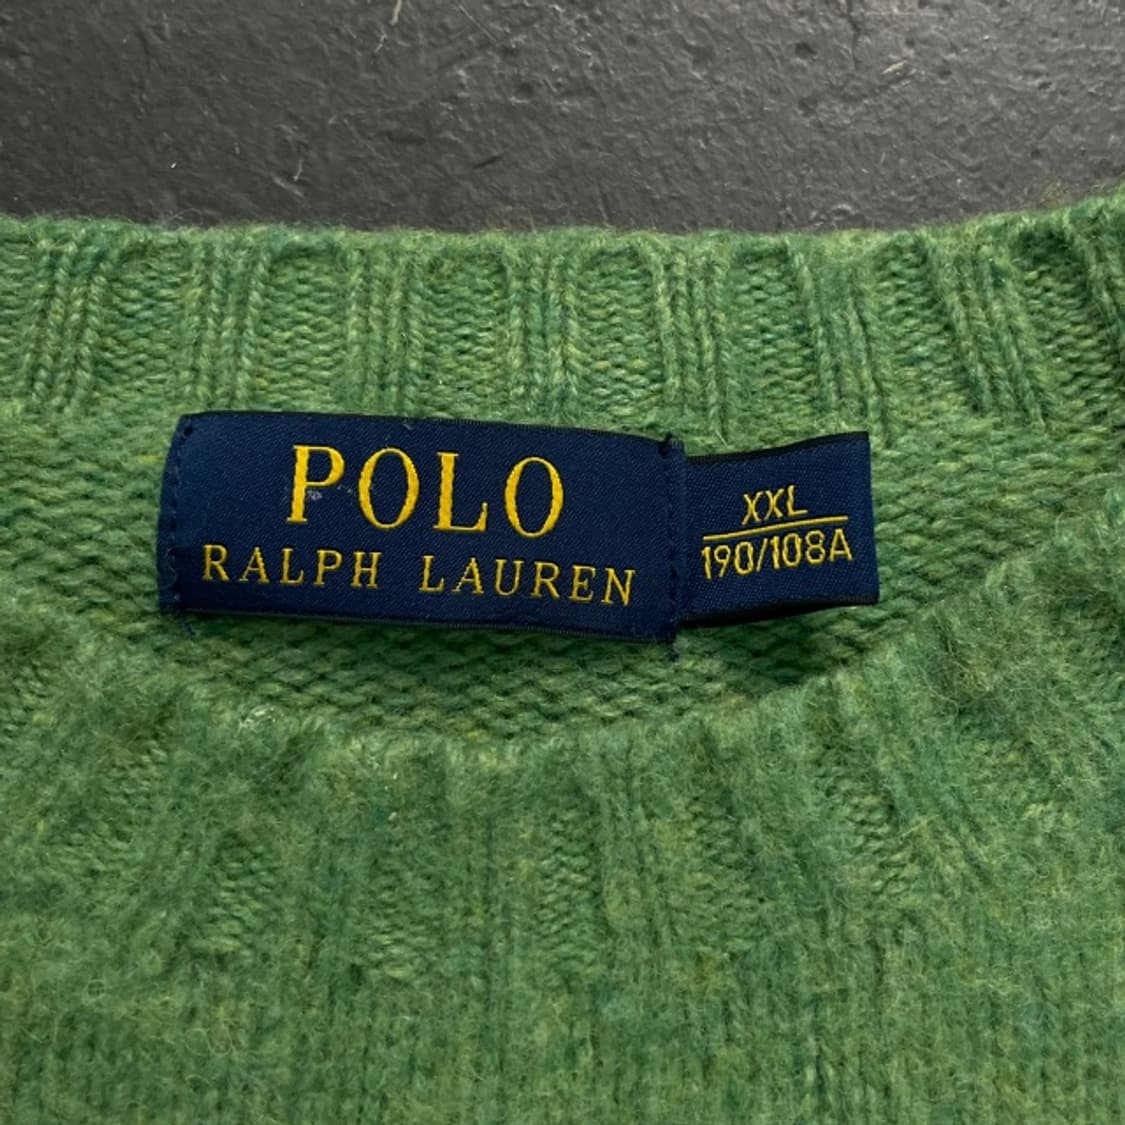 POLO
RALPH LAUREN
XXL
190/108A